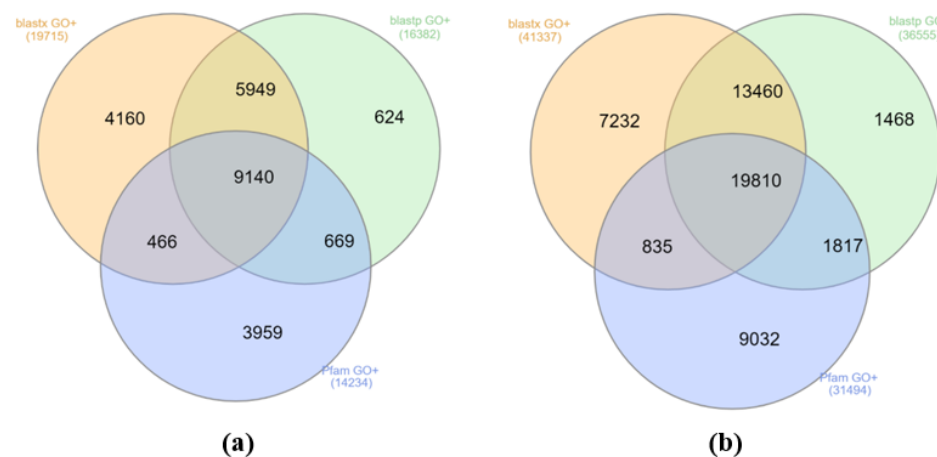 blastx GO+
(19715)
blastp GO+
(16382)
4160
5949
624
9140
466
669
3959
Pfam GO+
(14234)
(a)
blastx GO+
(41337)
blastp GO+
(36555)
7232
13460
1468
19810
835
1817
9032
Pfam GO+
(31494)
(b)